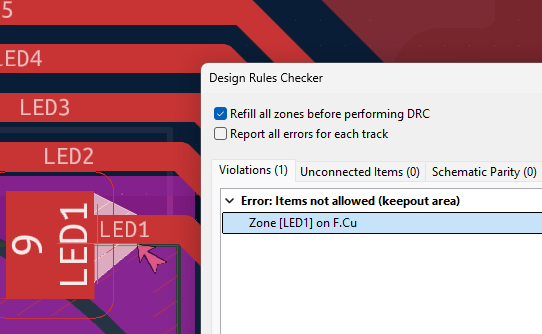 5
LED4
LED3
LED2
LED1
9
LED1
Design Rules Checker
Refill all zones before performing DRC
Report all errors for each track
Violations (1)
Unconnected Items (0)
Schematic Parity (0)
Error: Items not allowed (keepout area)
Zone [LED1] on F.Cu